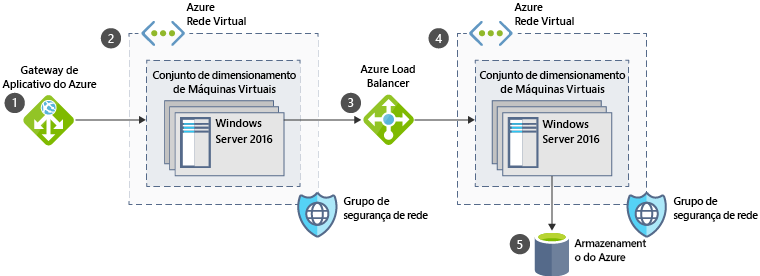 1
Gateway de
Aplicativo do Azure
2
Azure
Rede Virtual
Conjunto de dimensionamento
de Máquinas Virtuais
Windows
Server 2016
Grupo de
segurança de rede
3
Azure Load
Balancer
4
Azure
Rede Virtual
Conjunto de dimensionamento
de Máquinas Virtuais
Windows
Server 2016
Grupo de
segurança de rede
5
Armazenament
o do Azure